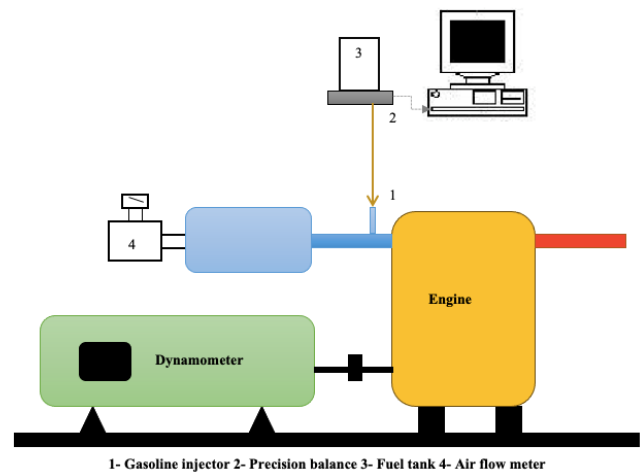 3
2
1
4
Engine
Dynamometer
1- Gasoline injector 2- Precision balance 3- Fuel tank 4- Air flow meter